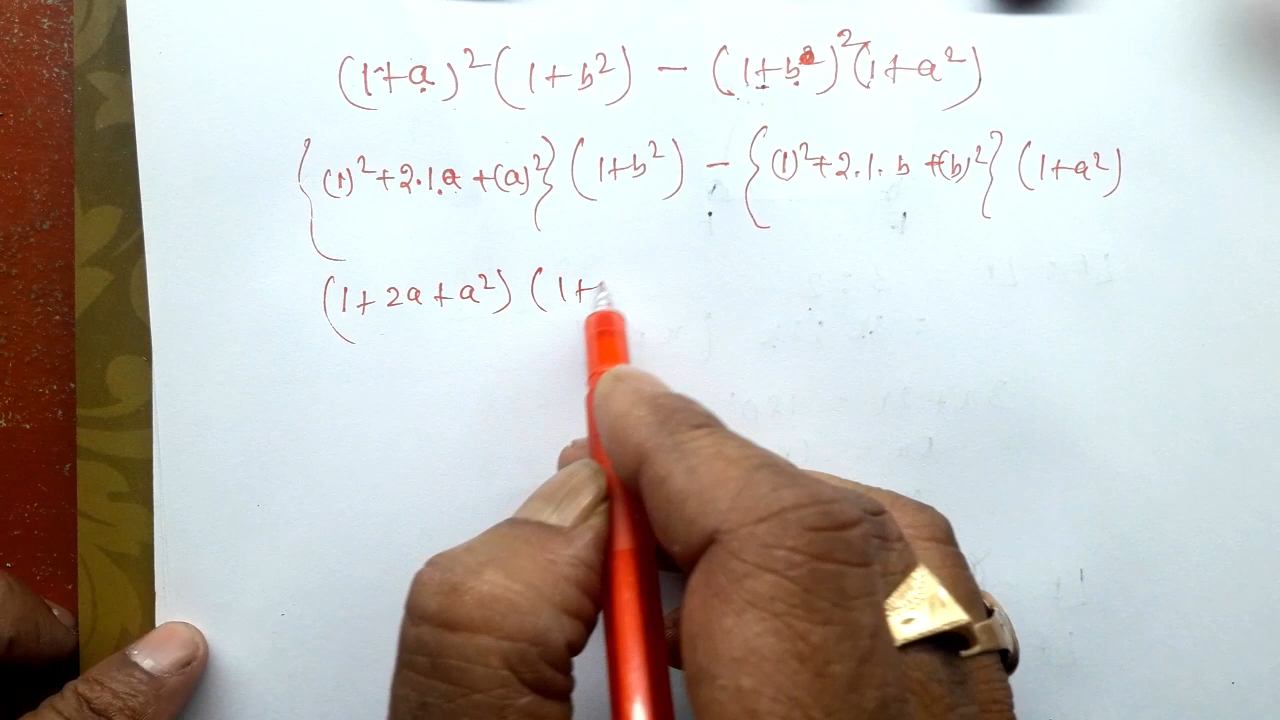 (1+a)²(1+b²) − (1+b)²(1+a²)
{(1)²+2.1.a+(a)²}(1+b²) − {(1)²+2.1.b+(b)²}(1+a²)
(1+2a+a²)(1+